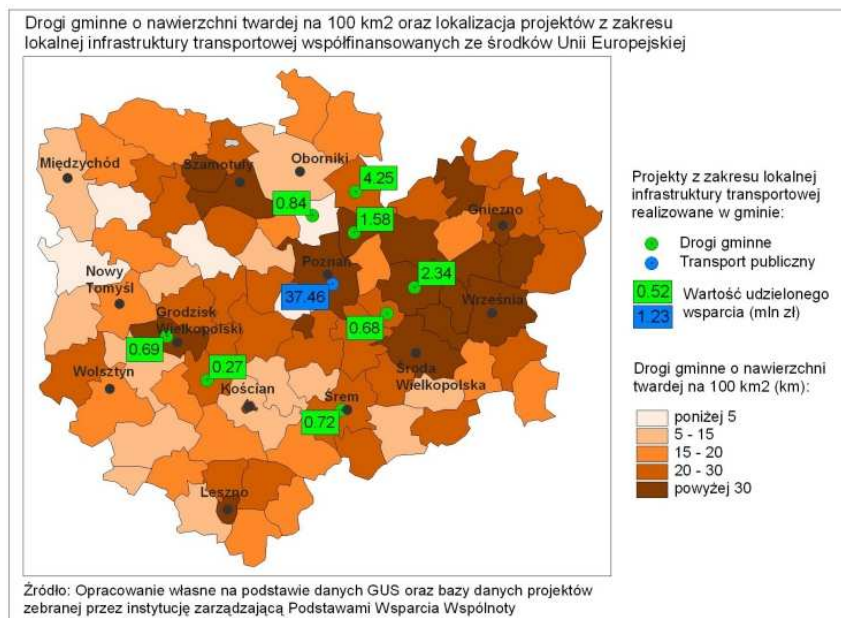 Drogi gminne o nawierzchni twardej na 100 km2 oraz lokalizacja projektów z zakresu
lokalnej infrastruktury transportowej współfinansowanych ze środków Unii Europejskiej
Międzychód
Szamotuły
Oborniki
4.25
0.84
1.58
Gniezno
Poznań
2.34
37.46
Nowy
Tomyśl
Września
Grodzisk
Wielkopolski
0.68
0.69
Środa
Wielkopolska
0.27
Wolsztyn
Kościan
Śrem
0.72
Leszno
Projekty z zakresu lokalnej
infrastruktury transportowej
realizowane w gminie:
Drogi gminne
Transport publiczny
0.52
1.23
Wartość udzielonego
wsparcia (mln zł)
Drogi gminne o nawierzchni
twardej na 100 km2 (km):
poniżej 5
5 - 15
15 - 20
20 - 30
powyżej 30
Źródło: Opracowanie własne na podstawie danych GUS oraz bazy danych projektów
zebranej przez instytucję zarządzającą Podstawami Wsparcia Wspólnoty